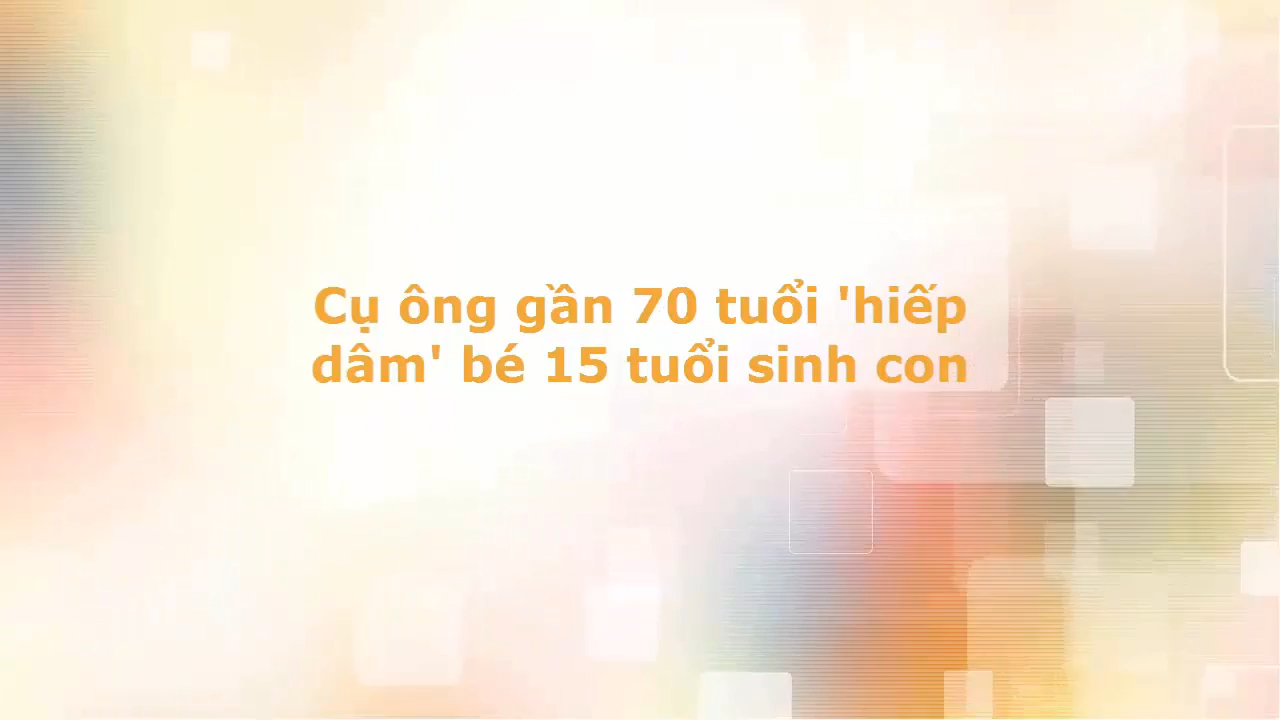 Cụ ông gần 70 tuổi 'hiếp
dâm' bé 15 tuổi sinh con